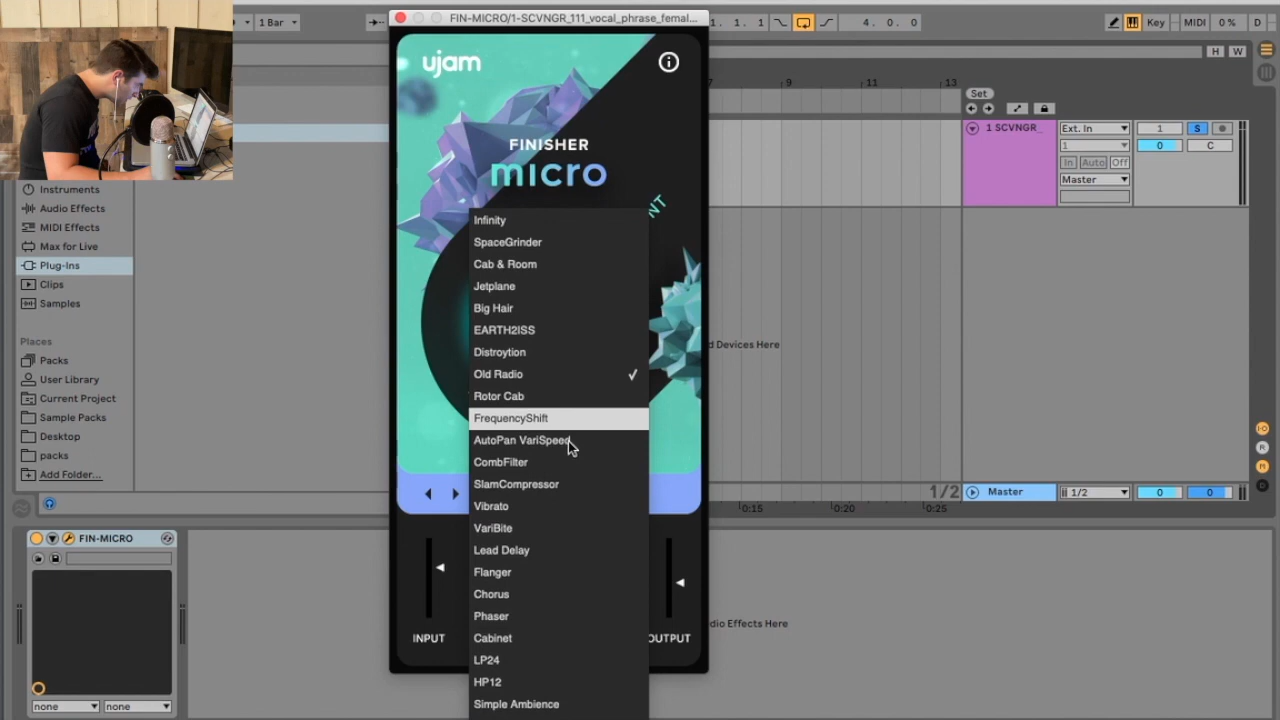 1 Bar
FIN-MICRO/1-SCVNGR_111_vocal_phrase_femal...
1. 1. 1
4. 0. 0
Key
MIDI
0 %
D
H
W
ujam
FINISHER
micro
NT
9
11
13
Set
1 SCVNGR_
Ext. In
1
S
1
0
C
In
Auto
Off
Master
Instruments
Audio Effects
MIDI Effects
Max for Live
Plug-Ins
Clips
Samples
Places
Packs
User Library
Current Project
Sample Packs
Desktop
packs
Add Folder...
Infinity
SpaceGrinder
Cab & Room
Jetplane
Big Hair
EARTH2ISS
Distroytion
Old Radio
Rotor Cab
FrequencyShift
AutoPan VariSpeed
CombFilter
SlamCompressor
Vibrato
VariBite
Lead Delay
Flanger
Chorus
Phaser
Cabinet
LP24
HP12
Simple Ambience
d Devices Here
I·O
R
M
D
1/2
Master
1/2
0
0
0:15
0:20
0:25
FIN-MICRO
none
none
INPUT
OUTPUT
dio Effects Here